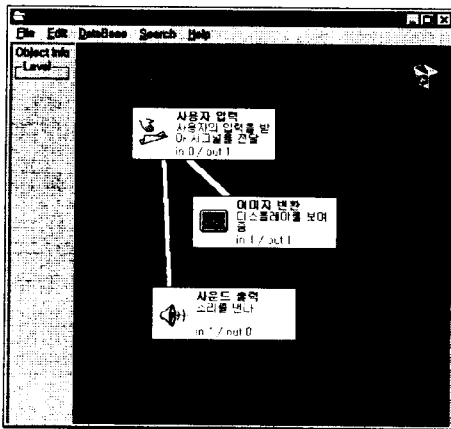 File Edit DataBase Search Help
Object Info
Level
사용자 입력
사용자의 입력을 받
아 시그널을 전달
in 0 / out 1
이미지 변환
디스플레이를 보여
줌
in 1 / out 1
사운드 출력
소리를 낸다
in 1 / out 0